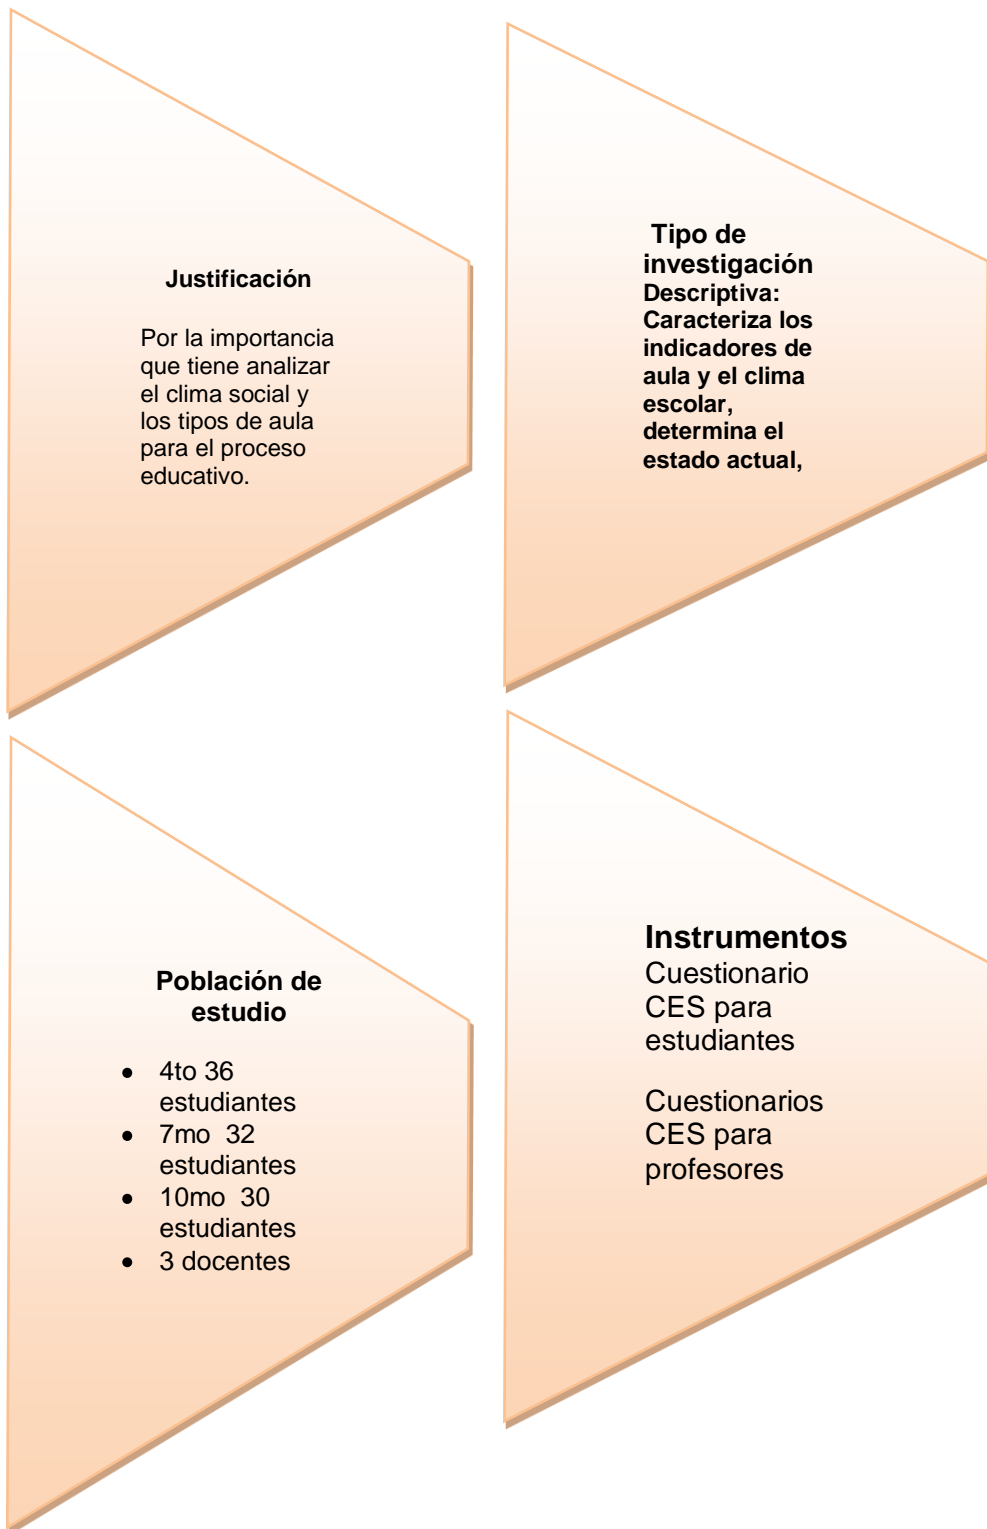 Justificación
Por la importancia
que tiene analizar
el clima social y
los tipos de aula
para el proceso
educativo.
Tipo de
investigación
Descriptiva:
Caracteriza los
indicadores de
aula y el clima
escolar,
determina el
estado actual,
Población de
estudio
• 4to 36
estudiantes
• 7mo 32
estudiantes
• 10mo 30
estudiantes
• 3 docentes
Instrumentos
Cuestionario
CES para
estudiantes
Cuestionarios
CES para
profesores